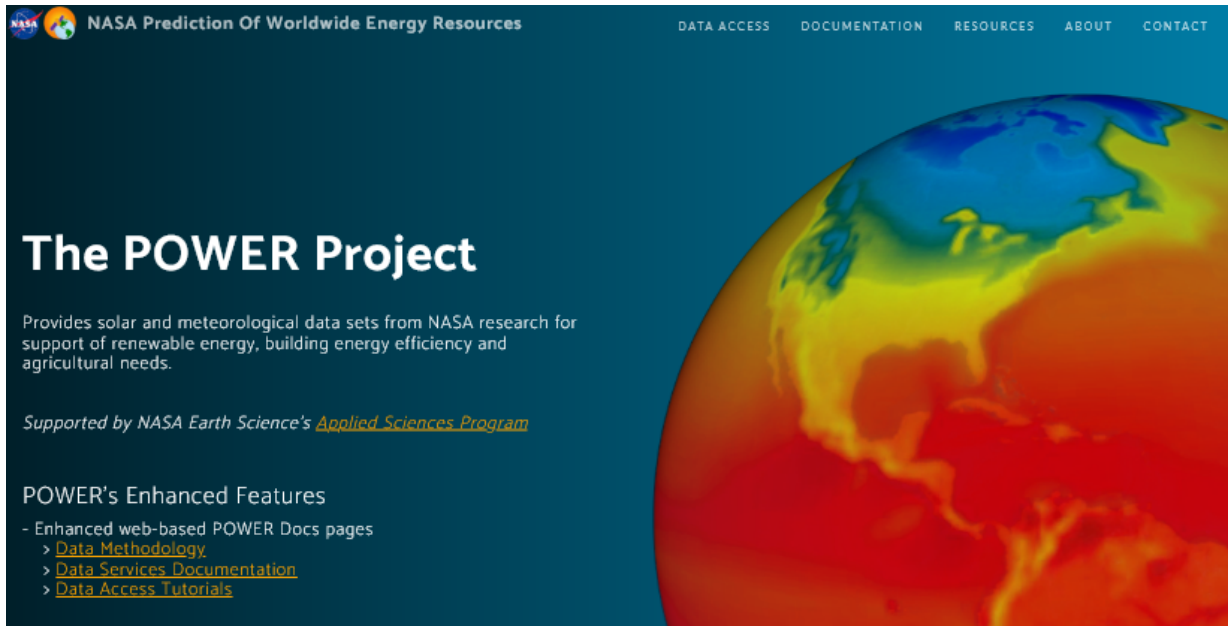 NASA
NASA Prediction Of Worldwide Energy Resources
DATA ACCESS DOCUMENTATION RESOURCES ABOUT CONTACT
The POWER Project
Provides solar and meteorological data sets from NASA research for
support of renewable energy, building energy efficiency and
agricultural needs.
Supported by NASA Earth Science's Applied Sciences Program
POWER's Enhanced Features
- Enhanced web-based POWER Docs pages
> Data Methodology
> Data Services Documentation
> Data Access Tutorials